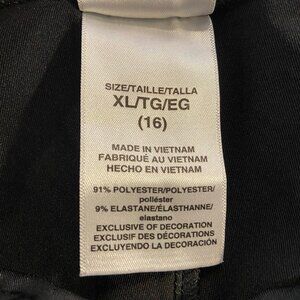 SIZE/TAILLE/TALLA
XL/TG/EG
(16)
MADE IN VIETNAM
FABRIQUÉ AU VIETNAM
HECHO EN VIETNAM
91% POLYESTER/POLYESTER/
poliéster
9% ELASTANE/ÉLASTHANNE/
elastano
EXCLUSIVE OF DECORATION
EXCLUSIF DES DÉCORATIONS
EXCLUYENDO LA DECORACIÓN